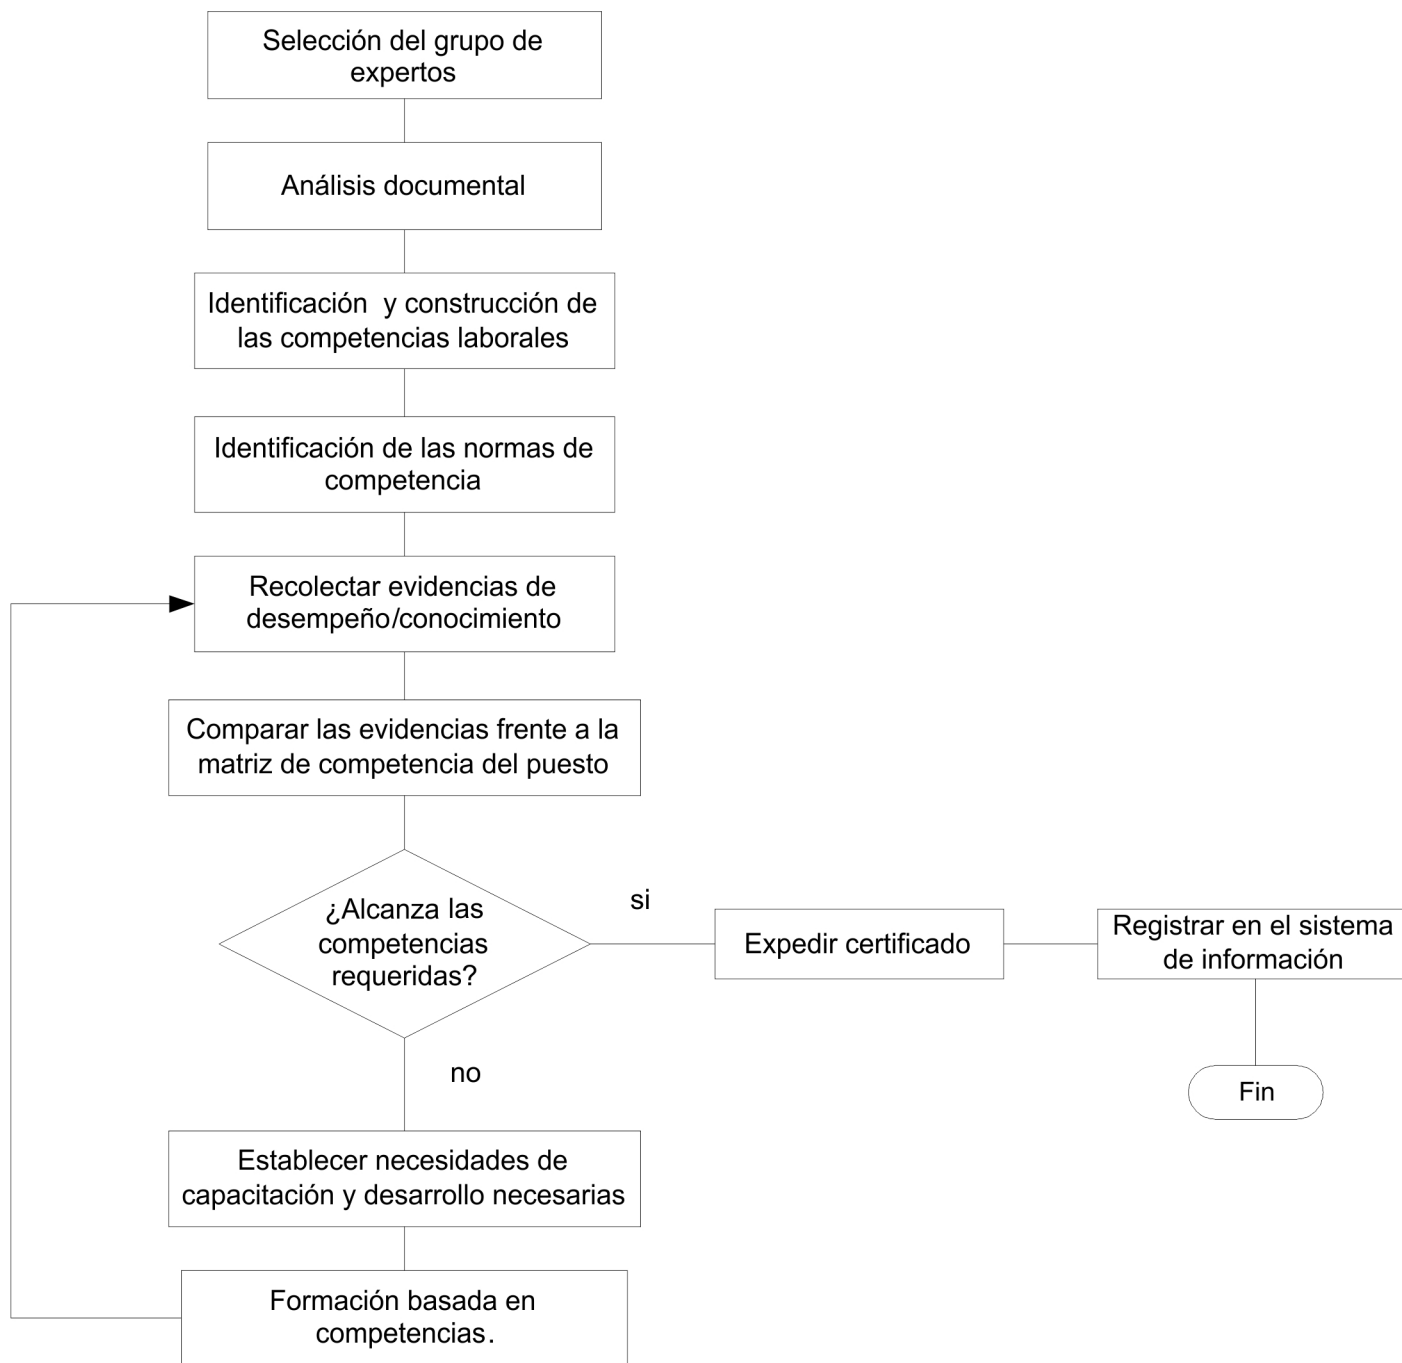 Selección del grupo de
expertos
Análisis documental
Identificación y construcción de
las competencias laborales
Identificación de las normas de
competencia
Recolectar evidencias de
desempeño/conocimiento
Comparar las evidencias frente a la
matriz de competencia del puesto
¿Alcanza las
competencias
requeridas?
si
Expedir certificado
Registrar en el sistema
de información
Fin
no
Establecer necesidades de
capacitación y desarrollo necesarias
Formación basada en
competencias.